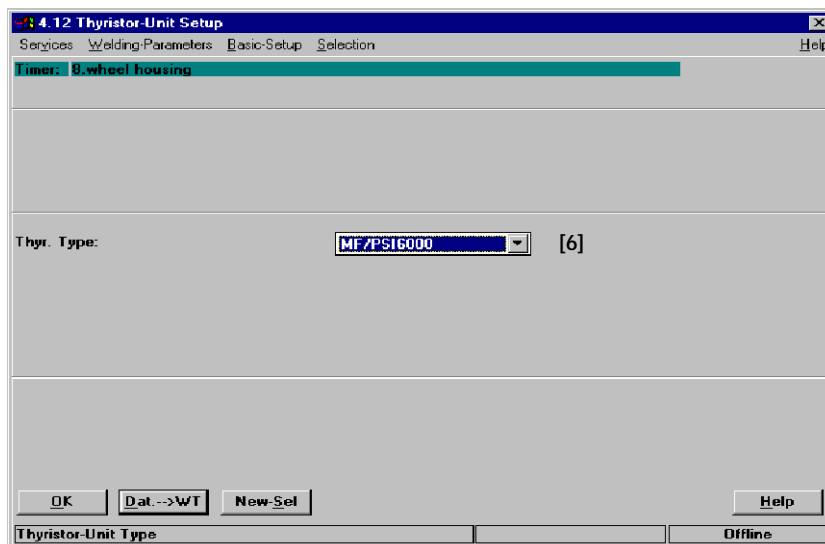 4.12 Thyristor-Unit Setup
Services Welding-Parameters Basic-Setup Selection Help
Timer: 8.wheel housing
Thyr. Type: MF/PSI6000 [6]
OK Dat.-->WT New-Sel Help
Thyristor-Unit Type Offline